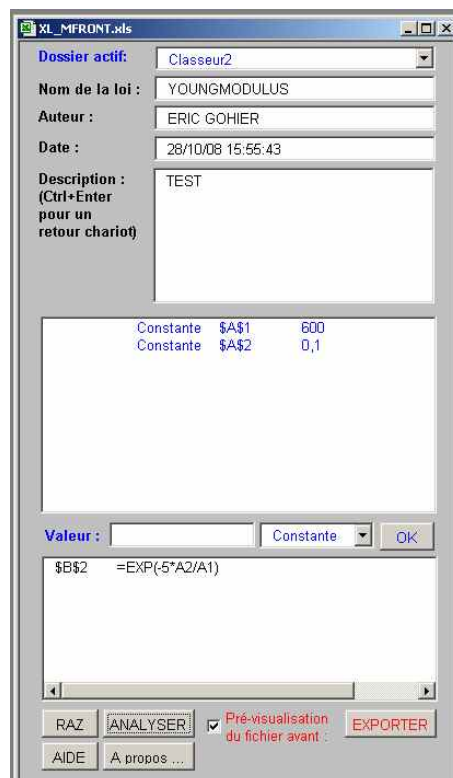 XL_MFRONT.xls
Dossier actif: Classeur2
Nom de la loi : YOUNGMODULUS
Auteur : ERIC GOHIER
Date : 28/10/08 15:55:43
Description : TEST
(Ctrl+Enter
pour un
retour chariot)
Constante $A$1 600
Constante $A$2 0,1
Valeur : Constante OK
$B$2 =EXP(-5*A2/A1)
RAZ ANALYSER Pré-visualisation
du fichier avant : EXPORTER
AIDE A propos ...